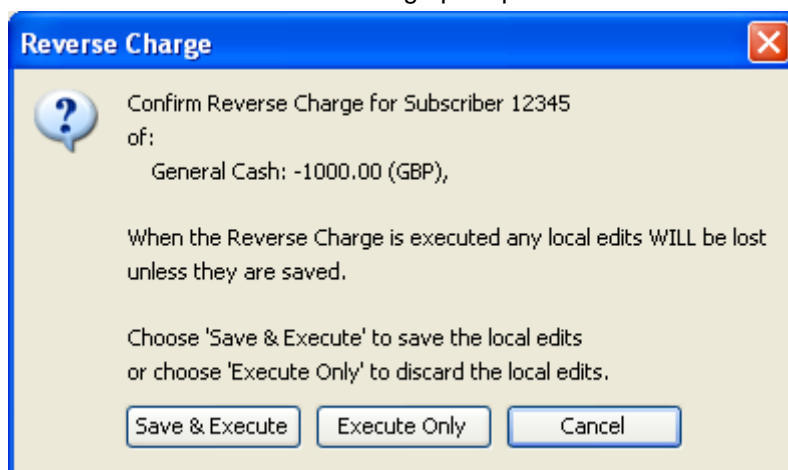 Reverse Charge
Confirm Reverse Charge for Subscriber 12345
of:
General Cash: -1000.00 (GBP),
When the Reverse Charge is executed any local edits WILL be lost
unless they are saved.
Choose 'Save & Execute' to save the local edits
or choose 'Execute Only' to discard the local edits.
Save & Execute Execute Only Cancel